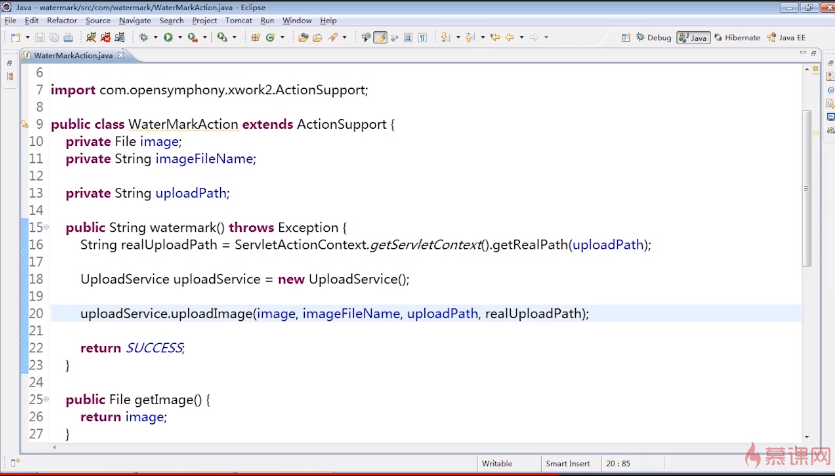 Java - watermark/src/com/watermark/WaterMarkAction.java - Eclipse
File Edit Source Navigate Search Project Tomcat Run Window Help
Debug Java Hibernate Java EE
WaterMarkAction.java
6
7 import com.opensymphony.xwork2.ActionSupport;
8
9 public class WaterMarkAction extends ActionSupport {
10 private File image;
11 private String imageFileName;
12
13 private String uploadPath;
14
15 public String watermark() throws Exception {
16 String realUploadPath = ServletActionContext.getServletContext().getRealPath(uploadPath);
17
18 UploadService uploadService = new UploadService();
19
20 uploadService.uploadImage(image, imageFileName, uploadPath, realUploadPath);
21
22 return SUCCESS;
23 }
24
25 public File getImage() {
26 return image;
27 }
Writable Smart Insert 20 : 85
慕课网